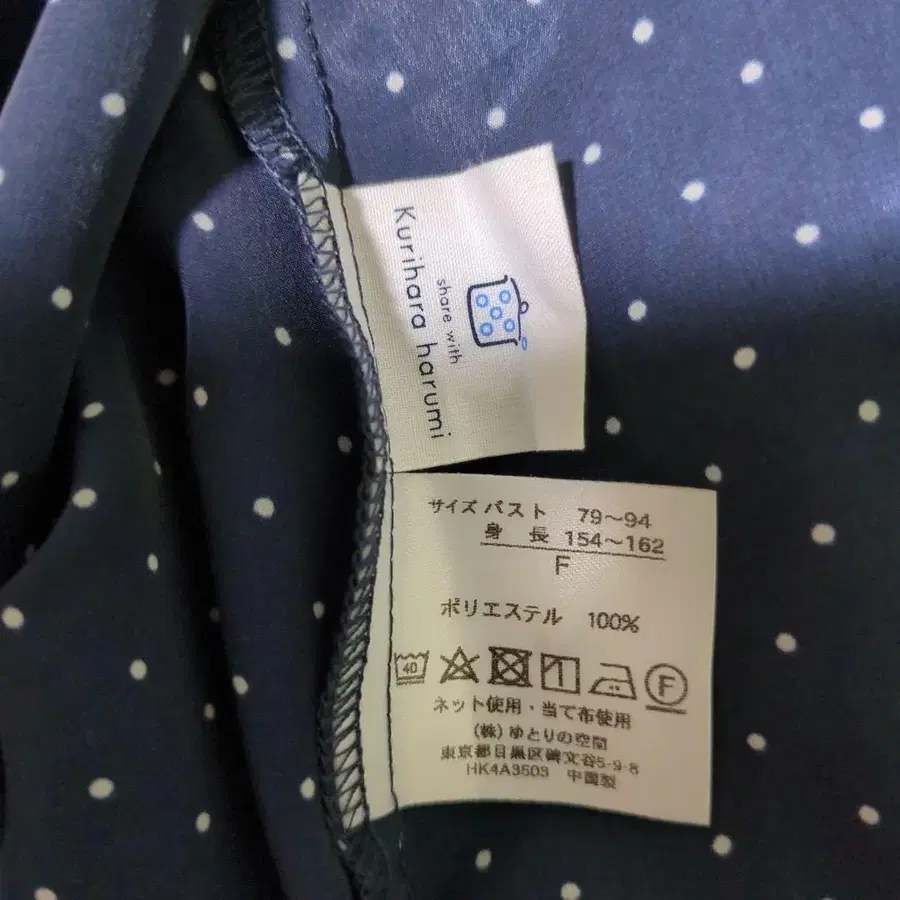 share with
Kurihara harumi
サイズ バスト 79~94
身 長 154~162
F
ポリエステル 100%
40
F
ネット使用・当て布使用
(株)ゆとりの空間
東京都目黒区碑文谷5-9-8
HK4A3503 中国製